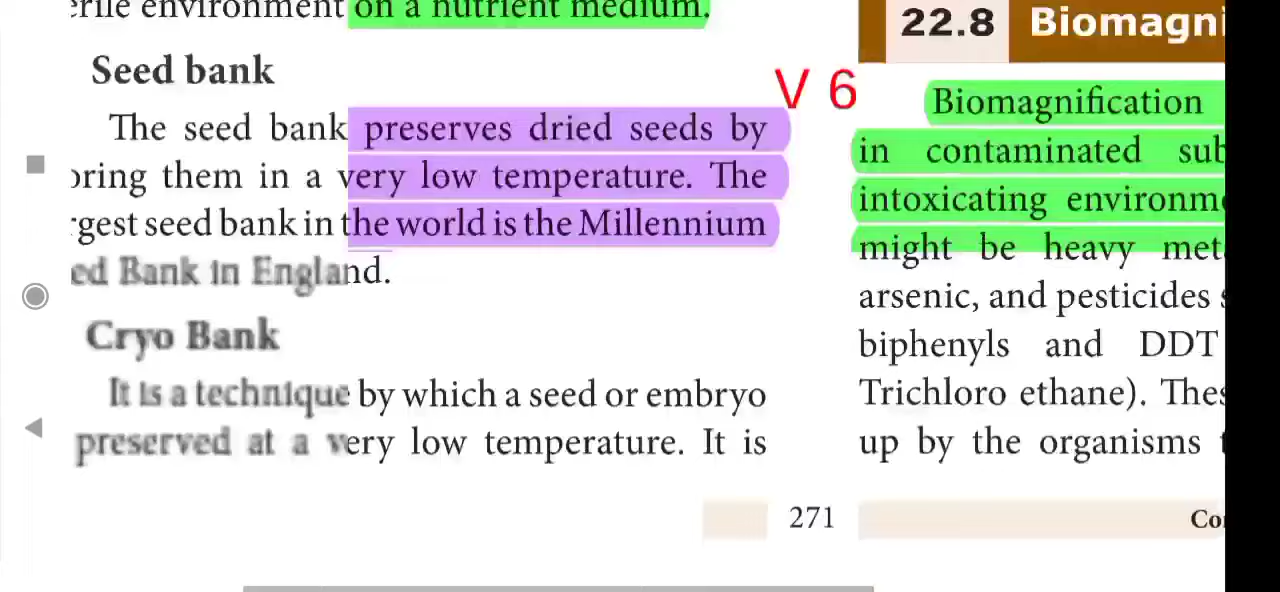 erile environment on a nutrient medium.
Seed bank
The seed bank preserves dried seeds by
oring them in a very low temperature. The
rgest seed bank in the world is the Millennium
ed Bank in England.
Cryo Bank
It is a technique by which a seed or embryo
preserved at a very low temperature. It is
271
V 6
22.8 Biomagni
Biomagnification
in contaminated sub
intoxicating environm
might be heavy met
arsenic, and pesticides s
biphenyls and DDT
Trichloro ethane). Thes
up by the organisms t
Co